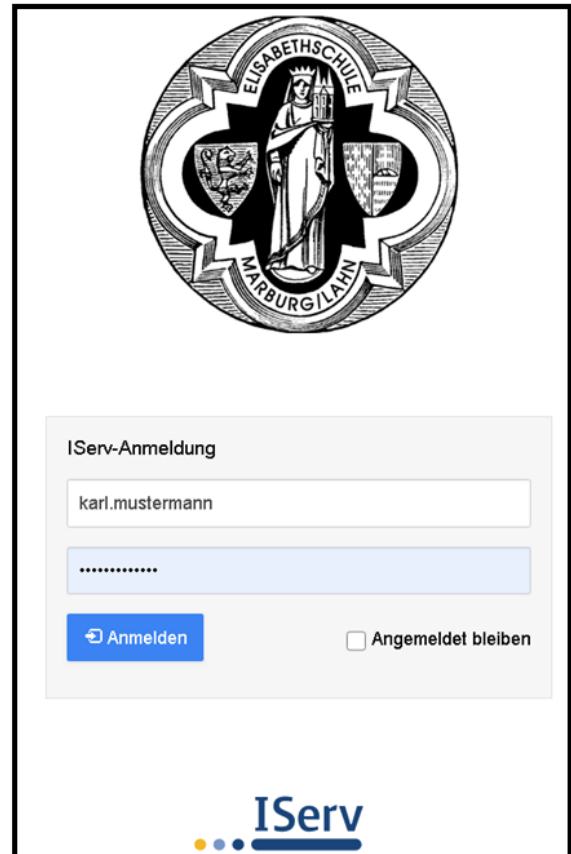 ELISABETHSCHULE
MARBURG/LAHN
IServ-Anmeldung
karl.mustermann
•••••••••••••
Anmelden
Angemeldet bleiben
IServ